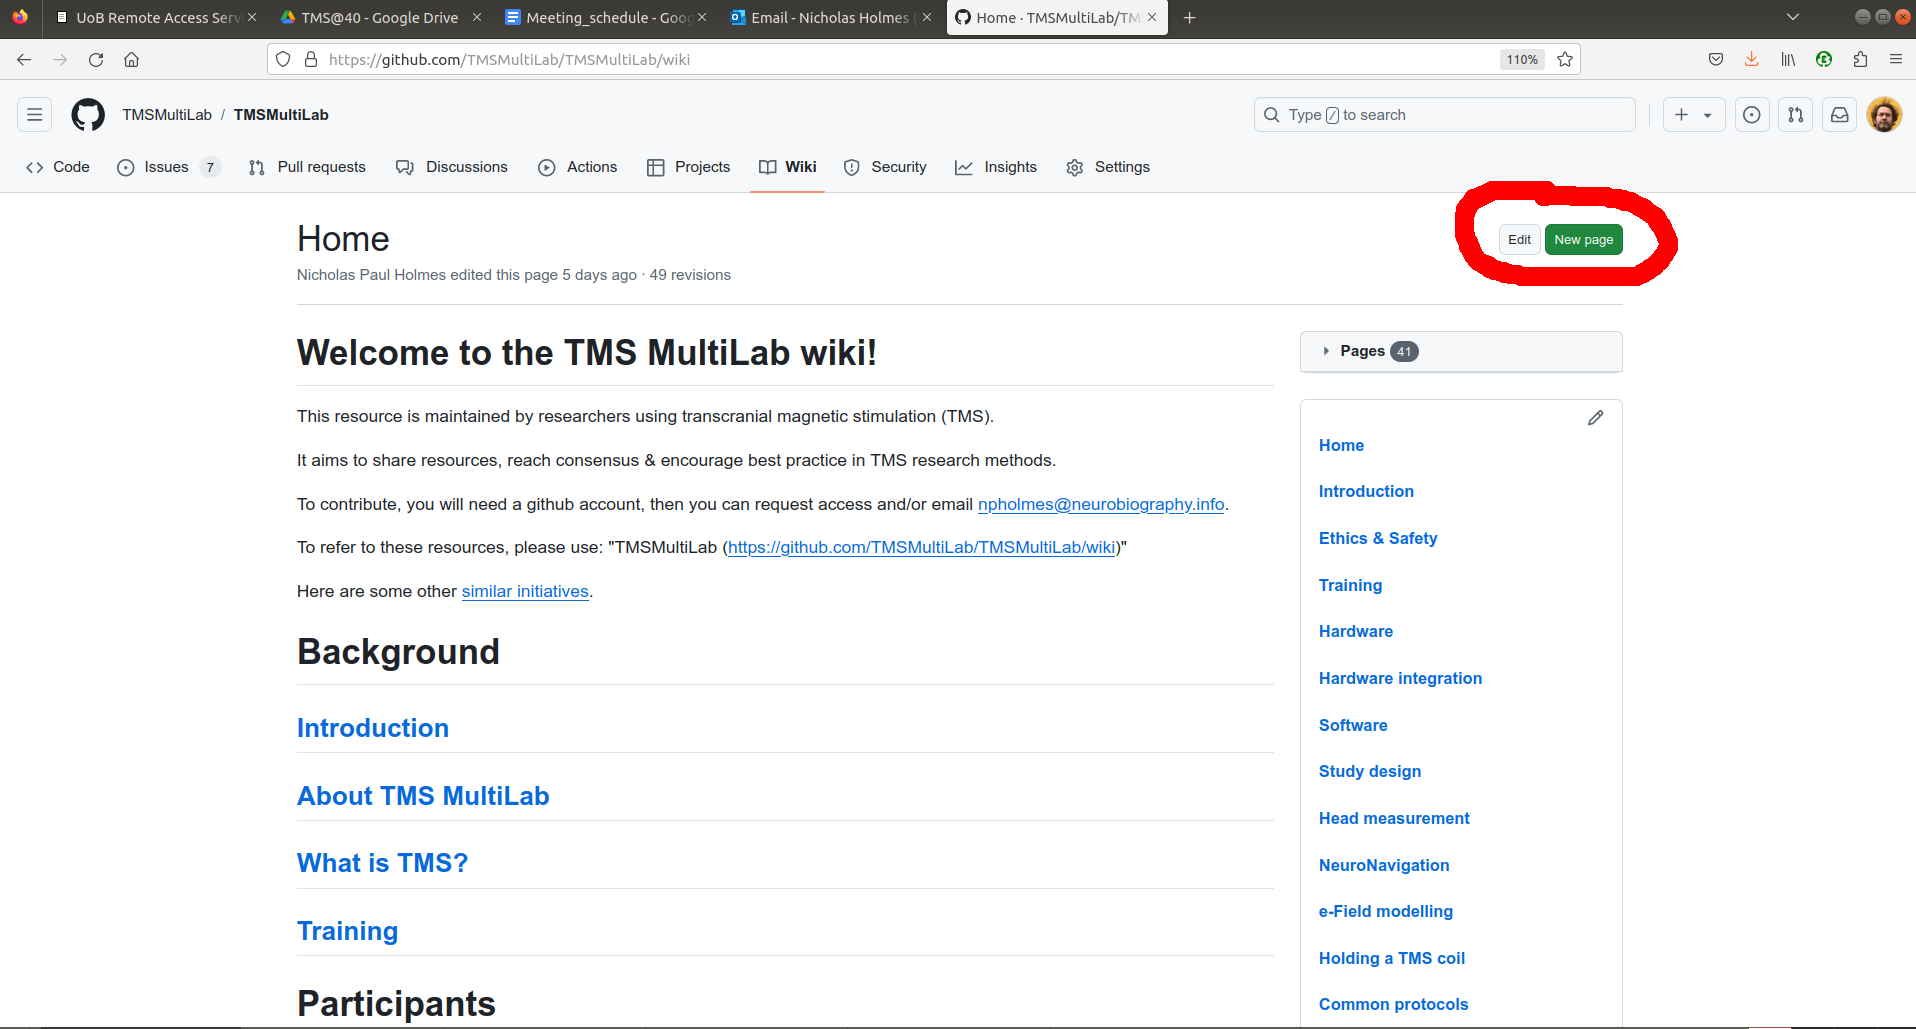 UoB Remote Access Serv
TMS@40 - Google Drive
Meeting_schedule - Goog
Email - Nicholas Holmes (
Home · TMSMultiLab/TM
https://github.com/TMSMultiLab/TMSMultiLab/wiki
110%
TMSMultiLab / TMSMultiLab
Type / to search
Code
Issues 7
Pull requests
Discussions
Actions
Projects
Wiki
Security
Insights
Settings
Home
Edit
New page
Nicholas Paul Holmes edited this page 5 days ago · 49 revisions
Welcome to the TMS MultiLab wiki!
This resource is maintained by researchers using transcranial magnetic stimulation (TMS).
It aims to share resources, reach consensus & encourage best practice in TMS research methods.
To contribute, you will need a github account, then you can request access and/or email npholmes@neurobiography.info.
To refer to these resources, please use: "TMSMultiLab (https://github.com/TMSMultiLab/TMSMultiLab/wiki)"
Here are some other similar initiatives.
Background
Introduction
About TMS MultiLab
What is TMS?
Training
Participants
Pages 41
Home
Introduction
Ethics & Safety
Training
Hardware
Hardware integration
Software
Study design
Head measurement
NeuroNavigation
e-Field modelling
Holding a TMS coil
Common protocols